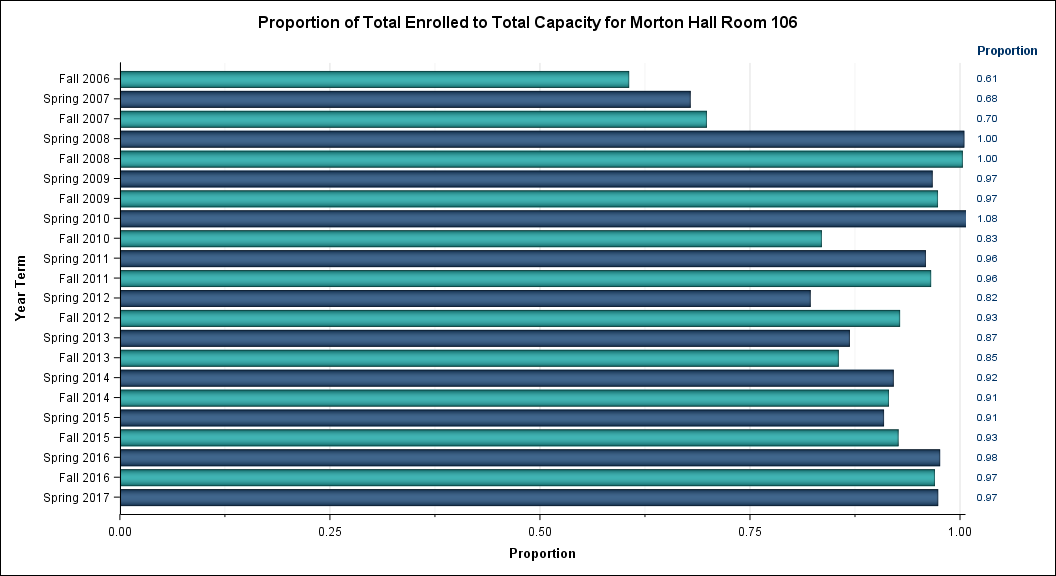 Proportion of Total Enrolled to Total Capacity for Morton Hall Room 106
Proportion
Fall 2006 0.61
Spring 2007 0.68
Fall 2007 0.70
Spring 2008 1.00
Fall 2008 1.00
Spring 2009 0.97
Fall 2009 0.97
Spring 2010 1.08
Fall 2010 0.83
Spring 2011 0.96
Fall 2011 0.96
Spring 2012 0.82
Fall 2012 0.93
Spring 2013 0.87
Fall 2013 0.85
Spring 2014 0.92
Fall 2014 0.91
Spring 2015 0.91
Fall 2015 0.93
Spring 2016 0.98
Fall 2016 0.97
Spring 2017 0.97
Year Term
0.00 0.25 0.50 0.75 1.00
Proportion